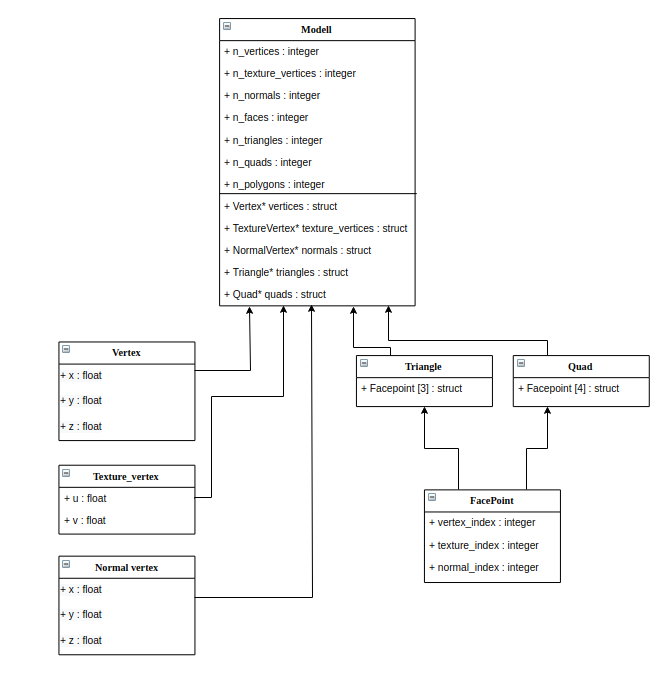 Modell
+ n_vertices : integer
+ n_texture_vertices : integer
+ n_normals : integer
+ n_faces : integer
+ n_triangles : integer
+ n_quads : integer
+ n_polygons : integer
+ Vertex* vertices : struct
+ TextureVertex* texture_vertices : struct
+ NormalVertex* normals : struct
+ Triangle* triangles : struct
+ Quad* quads : struct
Vertex
+ x : float
+ y : float
+ z : float
Triangle
+ Facepoint [3] : struct
Quad
+ Facepoint [4] : struct
Texture_vertex
+ u : float
+ v : float
FacePoint
+ vertex_index : integer
+ texture_index : integer
+ normal_index : integer
Normal vertex
+ x : float
+ y : float
+ z : float